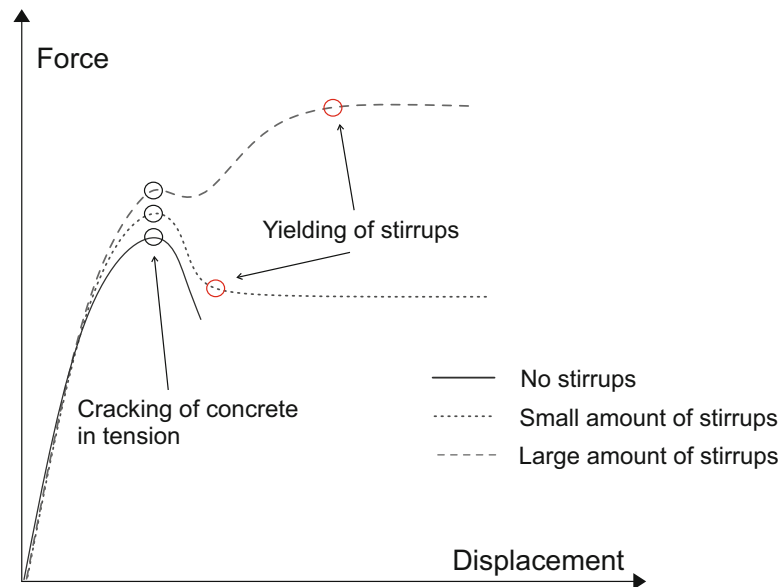 Force
Yielding of stirrups
Cracking of concrete
in tension
No stirrups
Small amount of stirrups
Large amount of stirrups
Displacement